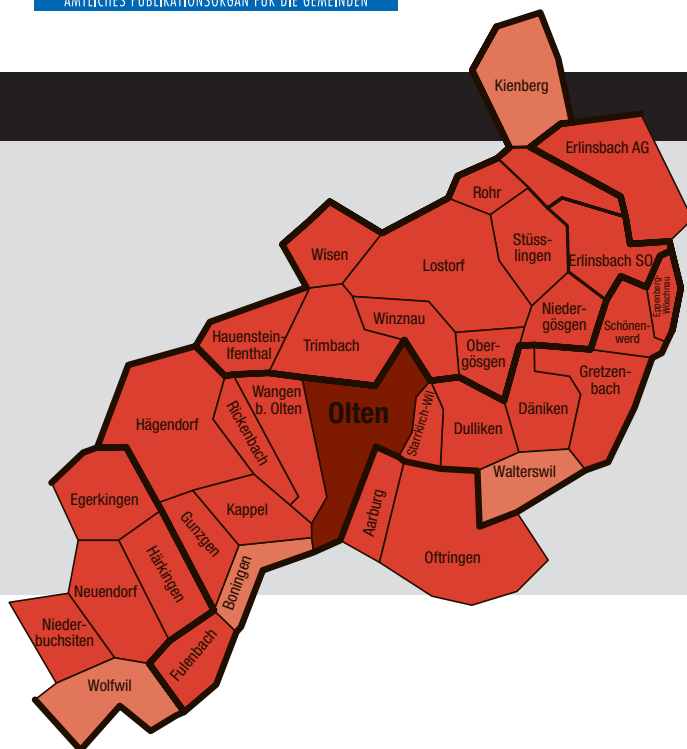 AMTLICHES PUBLIKATIONSORGAN FÜR DIE GEMEINDEN
Kienberg
Erlinsbach AG
Rohr
Stüss-
lingen
Wisen
Lostorf
Erlinsbach SO
Eppenberg-
Wöschnau
Nieder-
gösgen
Winznau
Schönen-
werd
Hauenstein-
Ifenthal
Trimbach
Ober-
gösgen
Gretzen-
bach
Wangen
b. Olten
Olten
Starrkirch-Wil
Däniken
Hägendorf
Rickenbach
Dulliken
Walterswil
Egerkingen
Kappel
Gunzgen
Aarburg
Oftringen
Härkingen
Boningen
Neuendorf
Nieder-
buchsiten
Fulenbach
Wolfwil